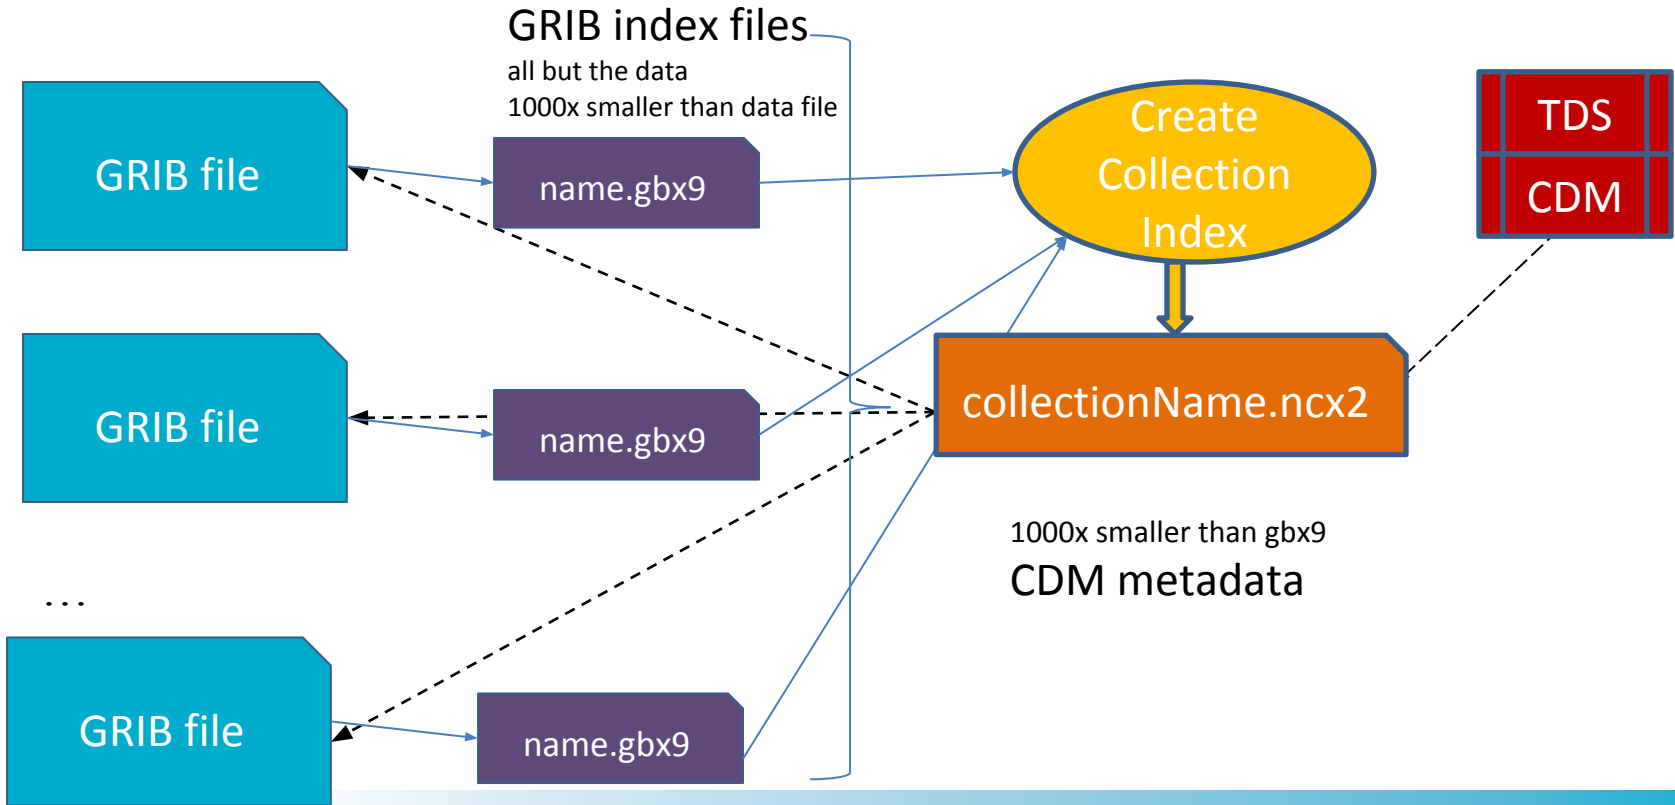 GRIB index files
all but the data
1000x smaller than data file
GRIB file
name.gbx9
Create
Collection
Index
TDS
CDM
GRIB file
name.gbx9
collectionName.ncx2
1000x smaller than gbx9
CDM metadata
...
GRIB file
name.gbx9